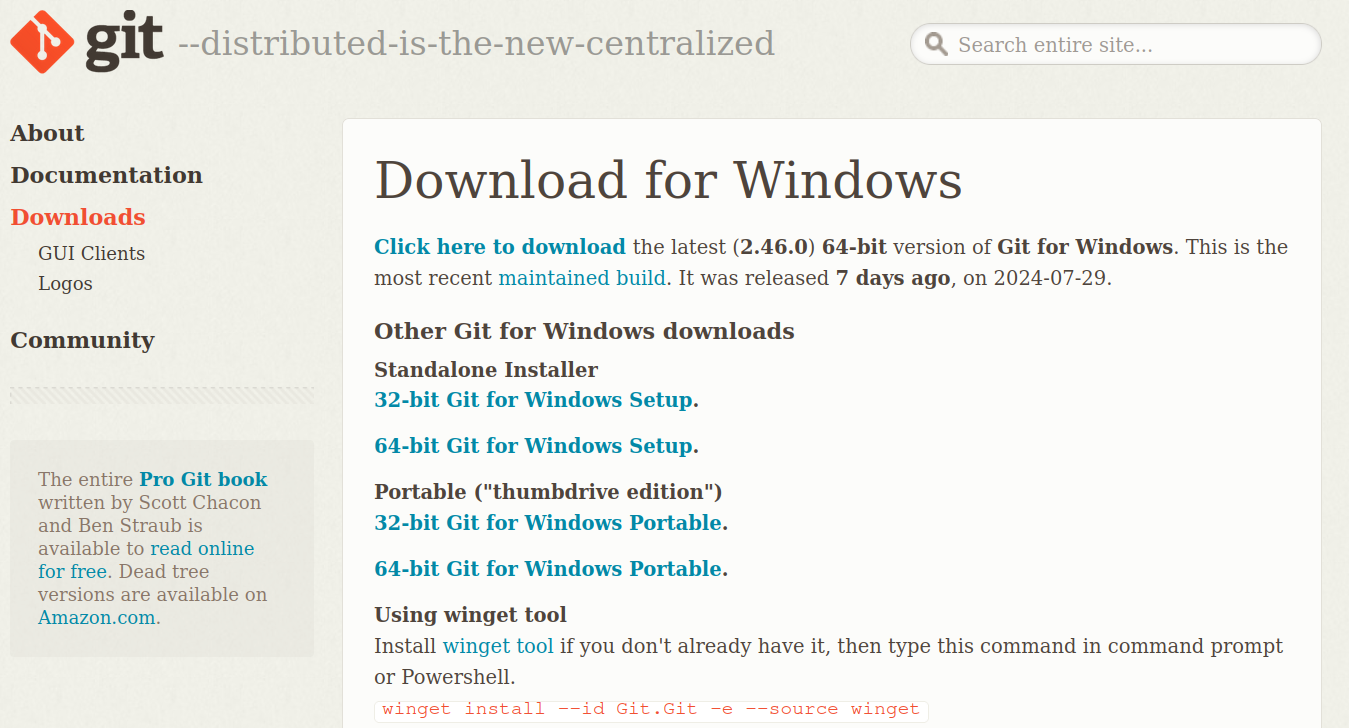 git --distributed-is-the-new-centralized
Search entire site...
About
Documentation
Downloads
GUI Clients
Logos
Community
The entire Pro Git book
written by Scott Chacon
and Ben Straub is
available to read online
for free. Dead tree
versions are available on
Amazon.com.
Download for Windows
Click here to download the latest (2.46.0) 64-bit version of Git for Windows. This is the
most recent maintained build. It was released 7 days ago, on 2024-07-29.
Other Git for Windows downloads
Standalone Installer
32-bit Git for Windows Setup.
64-bit Git for Windows Setup.
Portable ("thumbdrive edition")
32-bit Git for Windows Portable.
64-bit Git for Windows Portable.
Using winget tool
Install winget tool if you don't already have it, then type this command in command prompt
or Powershell.
winget install --id Git.Git -e --source winget